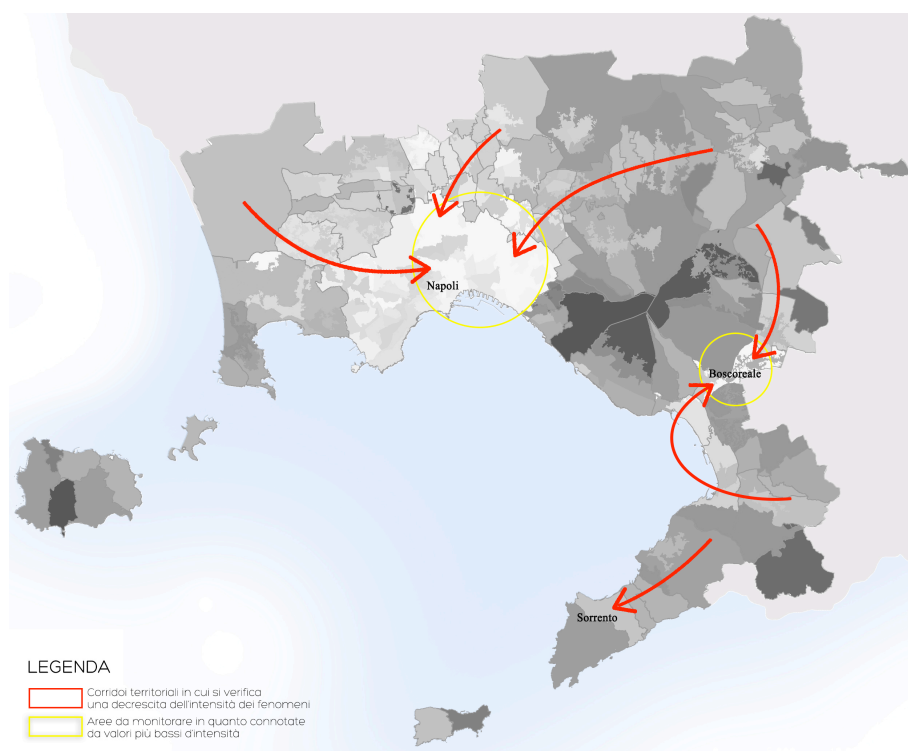 Napoli
Boscoreale
Sorrento
LEGENDA
Corridoi territoriali in cui si verifica
una decrescita dell'intensità dei fenomeni
Aree da monitorare in quanto connotate
da valori più bassi d'intensità